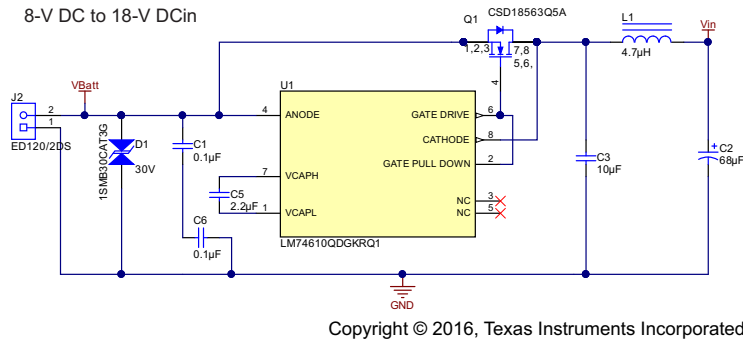 8-V DC to 18-V DCin
Q1
CSD18563Q5A
1,2,3
7,8
5,6,
4
L1
4.7µH
Vin
VBatt
J2
2
1
ED120/2DS
1SMB30CAT3G
D1
30V
C1
0.1µF
C5
2.2µF
C6
0.1µF
U1
4
ANODE
GATE DRIVE
6
CATHODE
8
GATE PULL DOWN
2
7
VCAPH
1
VCAPL
NC
3
NC
5
LM74610QDGKRQ1
C3
10µF
+
C2
68µF
GND
Copyright © 2016, Texas Instruments Incorporated